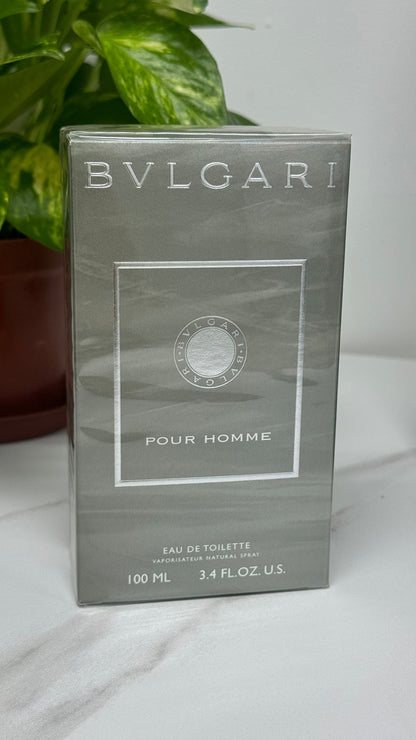 BVLGARI
BVLGARI·BVLGARI·
POUR HOMME
EAU DE TOILETTE
VAPORISATEUR NATURAL SPRAY
100 ML 3.4 FL.OZ. U.S.